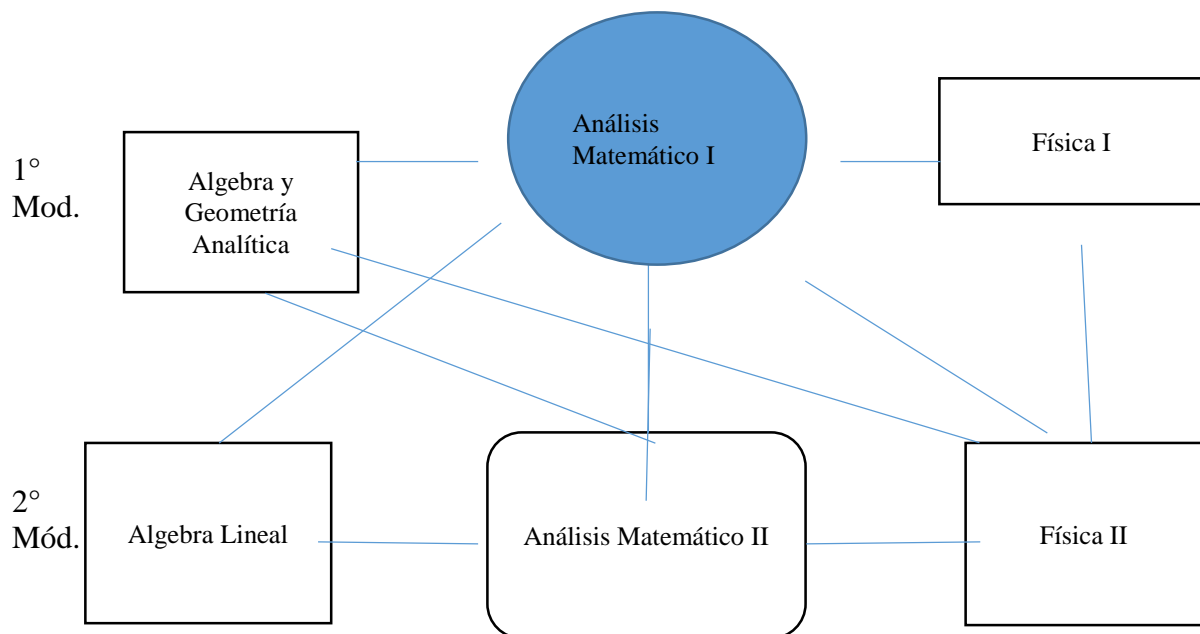 1°
Mod.
Algebra y
Geometría
Analítica
Análisis
Matemático I
Física I
2°
Mód.
Algebra Lineal
Análisis Matemático II
Física II